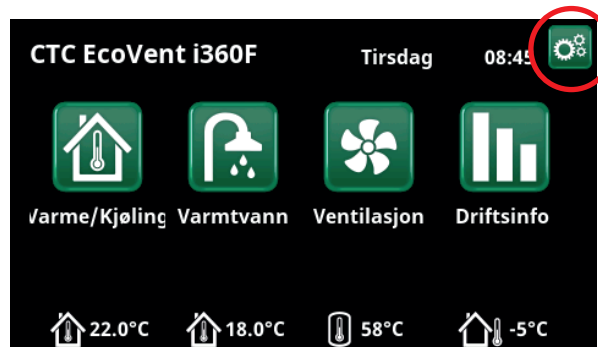 CTC EcoVent i360F Tirsdag 08:45
Varme/Kjøling Varmtvann Ventilasjon Driftsinfo
22.0°C 18.0°C 58°C -5°C